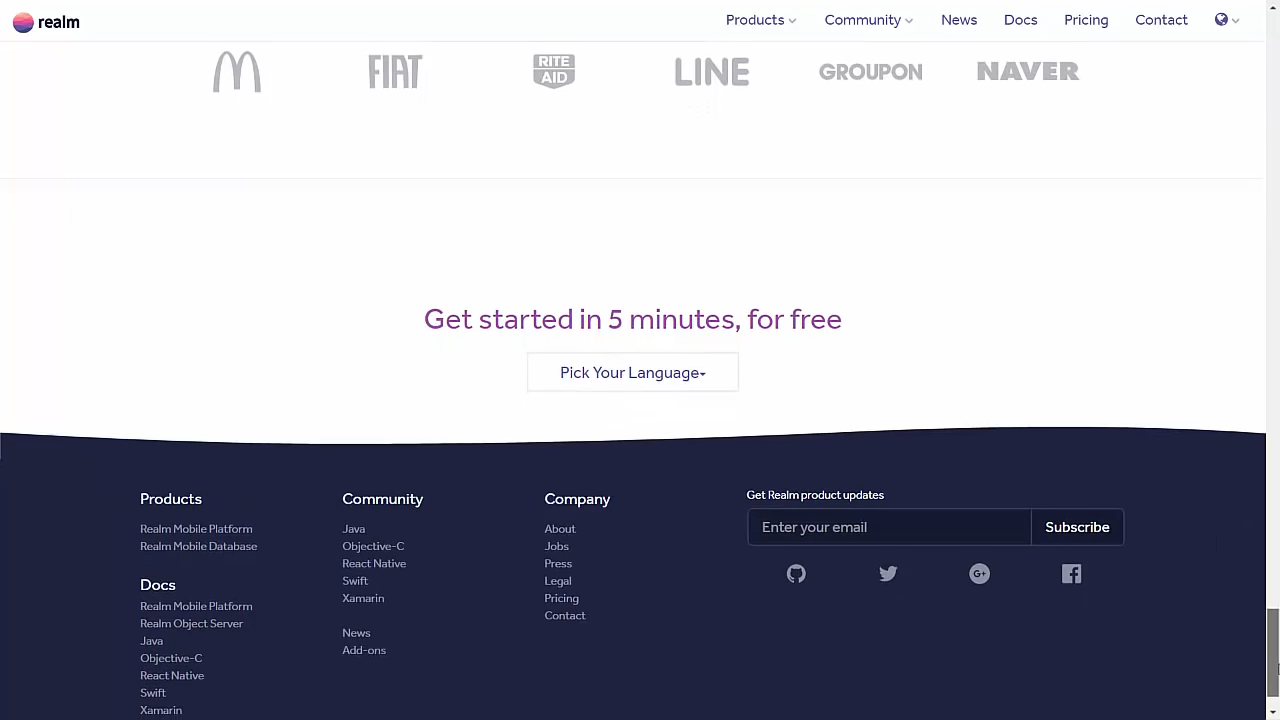 realm
Products
Community
News
Docs
Pricing
Contact
FIAT
RITE
AID
LINE
GROUPON
NAVER
Get started in 5 minutes, for free
Pick Your Language
Products
Realm Mobile Platform
Realm Mobile Database
Docs
Realm Mobile Platform
Realm Object Server
Java
Objective-C
React Native
Swift
Xamarin
Community
Java
Objective-C
React Native
Swift
Xamarin
News
Add-ons
Company
About
Jobs
Press
Legal
Pricing
Contact
Get Realm product updates
Enter your email
Subscribe
G+